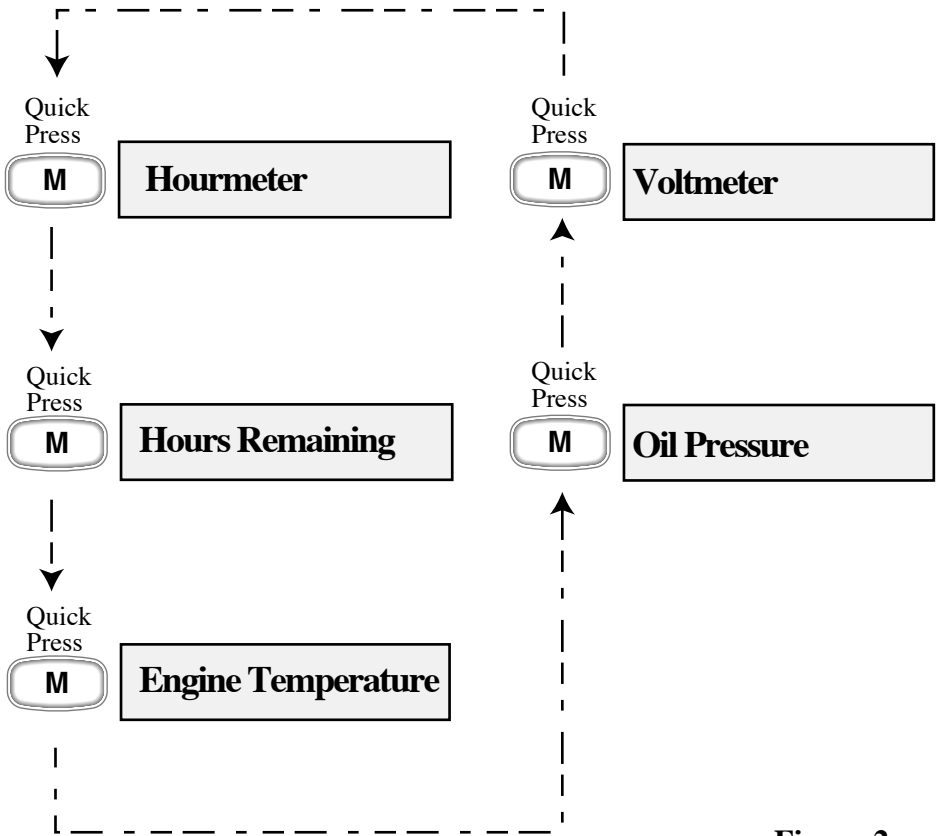 Quick
Press
M
Hourmeter
Quick
Press
M
Hours Remaining
Quick
Press
M
Engine Temperature
Quick
Press
M
Oil Pressure
Quick
Press
M
Voltmeter